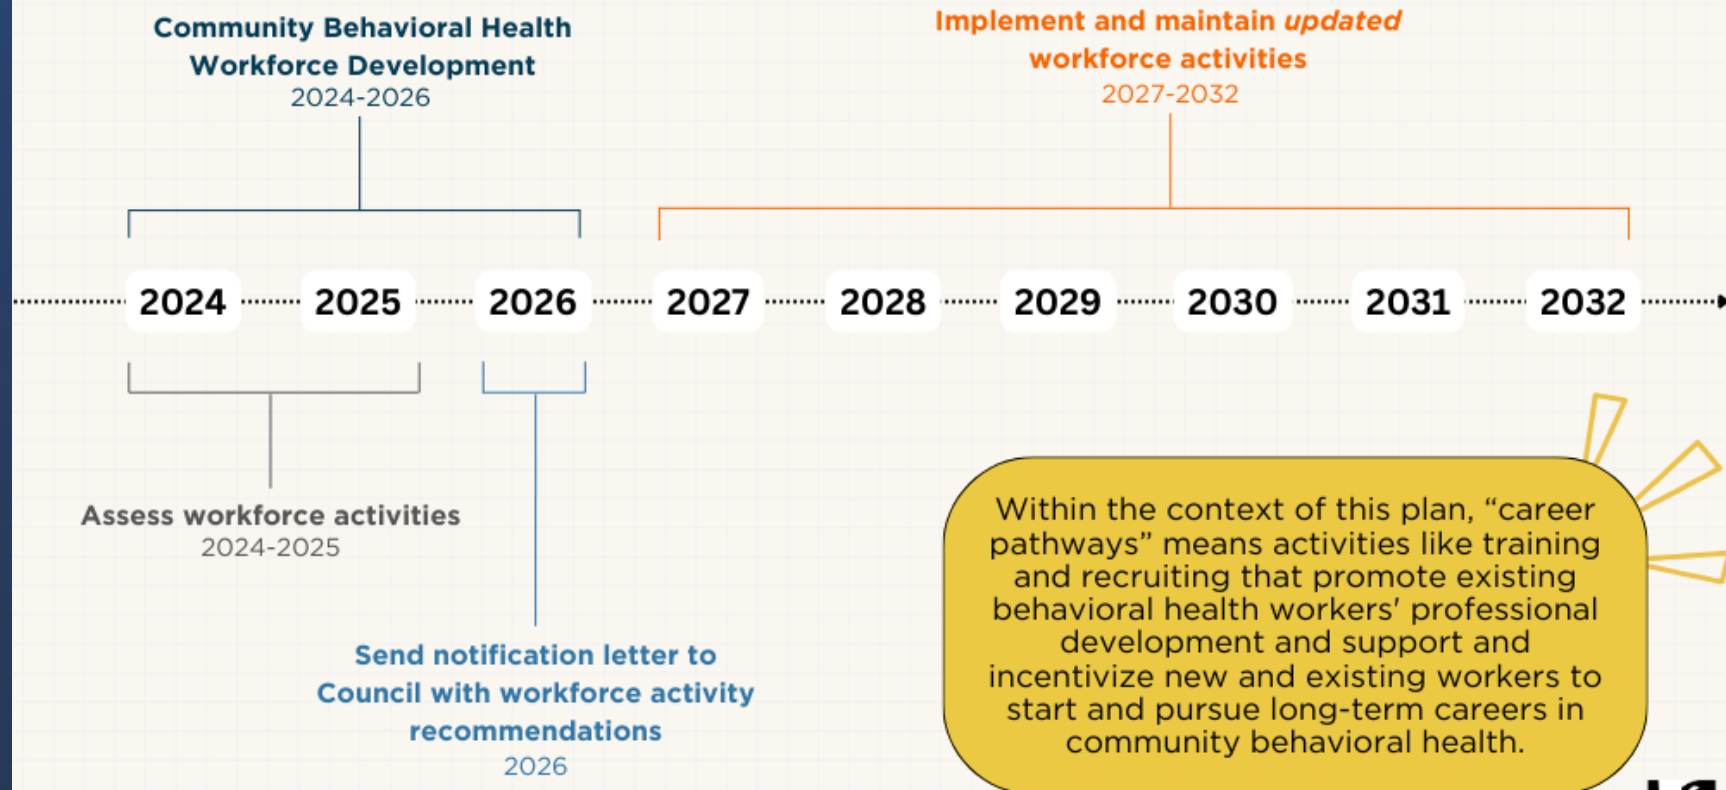 Community Behavioral Health
Workforce Development
2024-2026
Implement and maintain updated
workforce activities
2027-2032
2024
2025
2026
2027
2028
2029
2030
2031
2032
Assess workforce activities
2024-2025
Send notification letter to
Council with workforce activity
recommendations
2026
Within the context of this plan, “career
pathways” means activities like training
and recruiting that promote existing
behavioral health workers' professional
development and support and
incentivize new and existing workers to
start and pursue long-term careers in
community behavioral health.